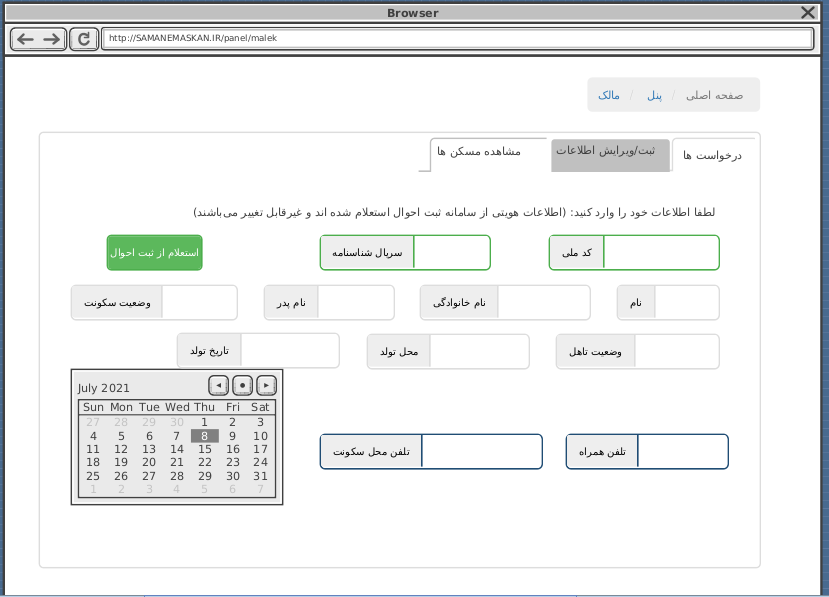 Browser
http://SAMANEMASKAN.IR/panel/malek
صفحه اصلی / پنل / مالک
درخواست ها
ثبت/ویرایش اطلاعات
مشاهده مسکن ها
لطفا اطلاعات خود را وارد کنید: (اطلاعات هویتی از سامانه ثبت احوال استعلام شده اند و غیرقابل تغییر می‌باشند)
کد ملی
سریال شناسنامه
استعلام از ثبت احوال
نام
نام خانوادگی
نام پدر
وضعیت سکونت
وضعیت تاهل
محل تولد
تاریخ تولد
July 2021
Sun Mon Tue Wed Thu Fri Sat
27 28 29 30 1 2 3
4 5 6 7 8 9 10
11 12 13 14 15 16 17
18 19 20 21 22 23 24
25 26 27 28 29 30 31
1 2 3 4 5 6 7
تلفن همراه
تلفن محل سکونت